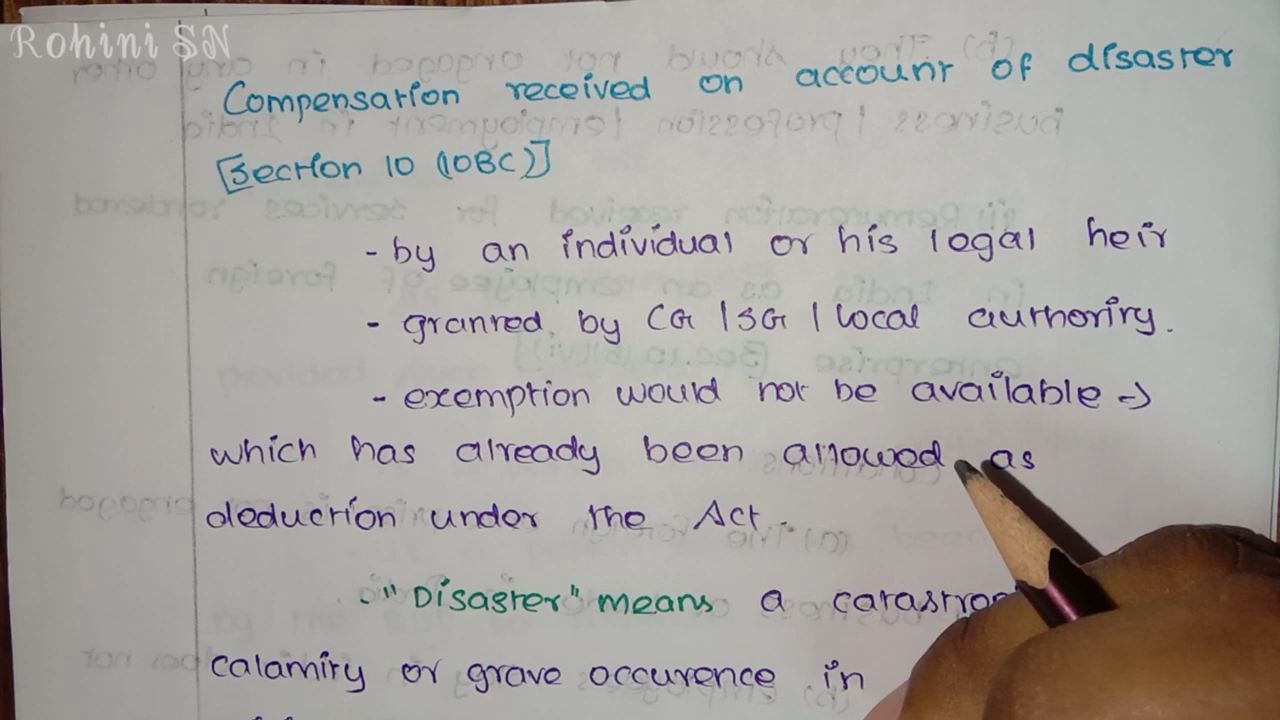 Rohini SN
Compensation received on account of disaster
[Section 10 (10BC)]
- by an individual or his legal heir
- granted by CG / SG / local authority.
- exemption would not be available →
which has already been allowed as
deduction under the Act.
"Disaster" means a
calamity or grave occurence in